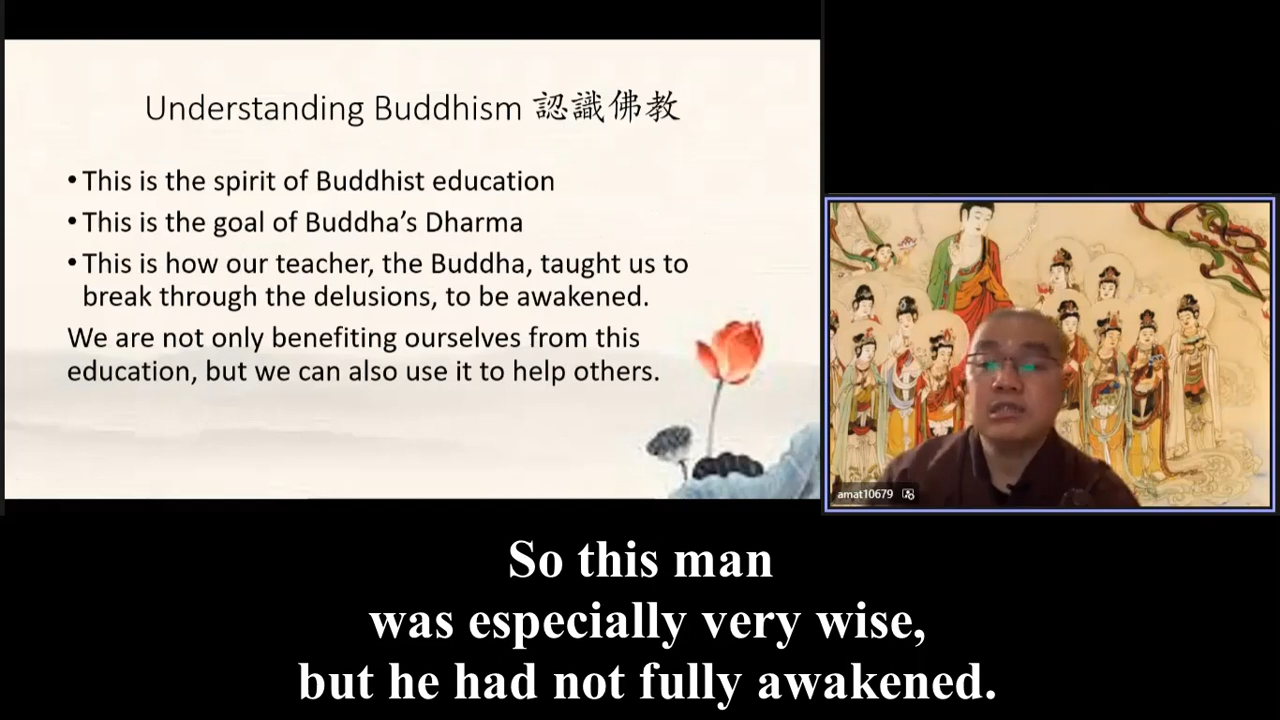 Understanding Buddhism 認識佛教
• This is the spirit of Buddhist education
• This is the goal of Buddha’s Dharma
• This is how our teacher, the Buddha, taught us to
break through the delusions, to be awakened.
We are not only benefiting ourselves from this
education, but we can also use it to help others.
amat10679
So this man
was especially very wise,
but he had not fully awakened.